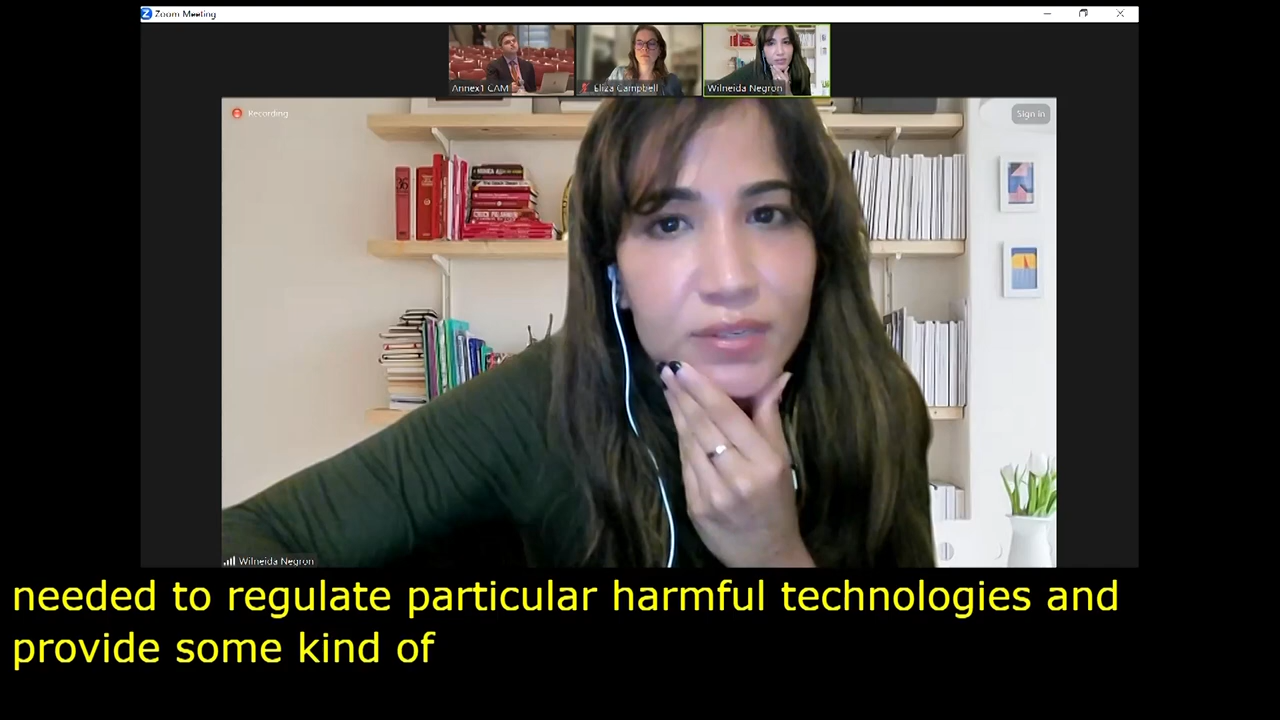 Zoom Meeting
Annex1 CAM
Eliza Campbell
Wilneida Negron
Recording
Sign in
Wilneida Negron
needed to regulate particular harmful technologies and
provide some kind of